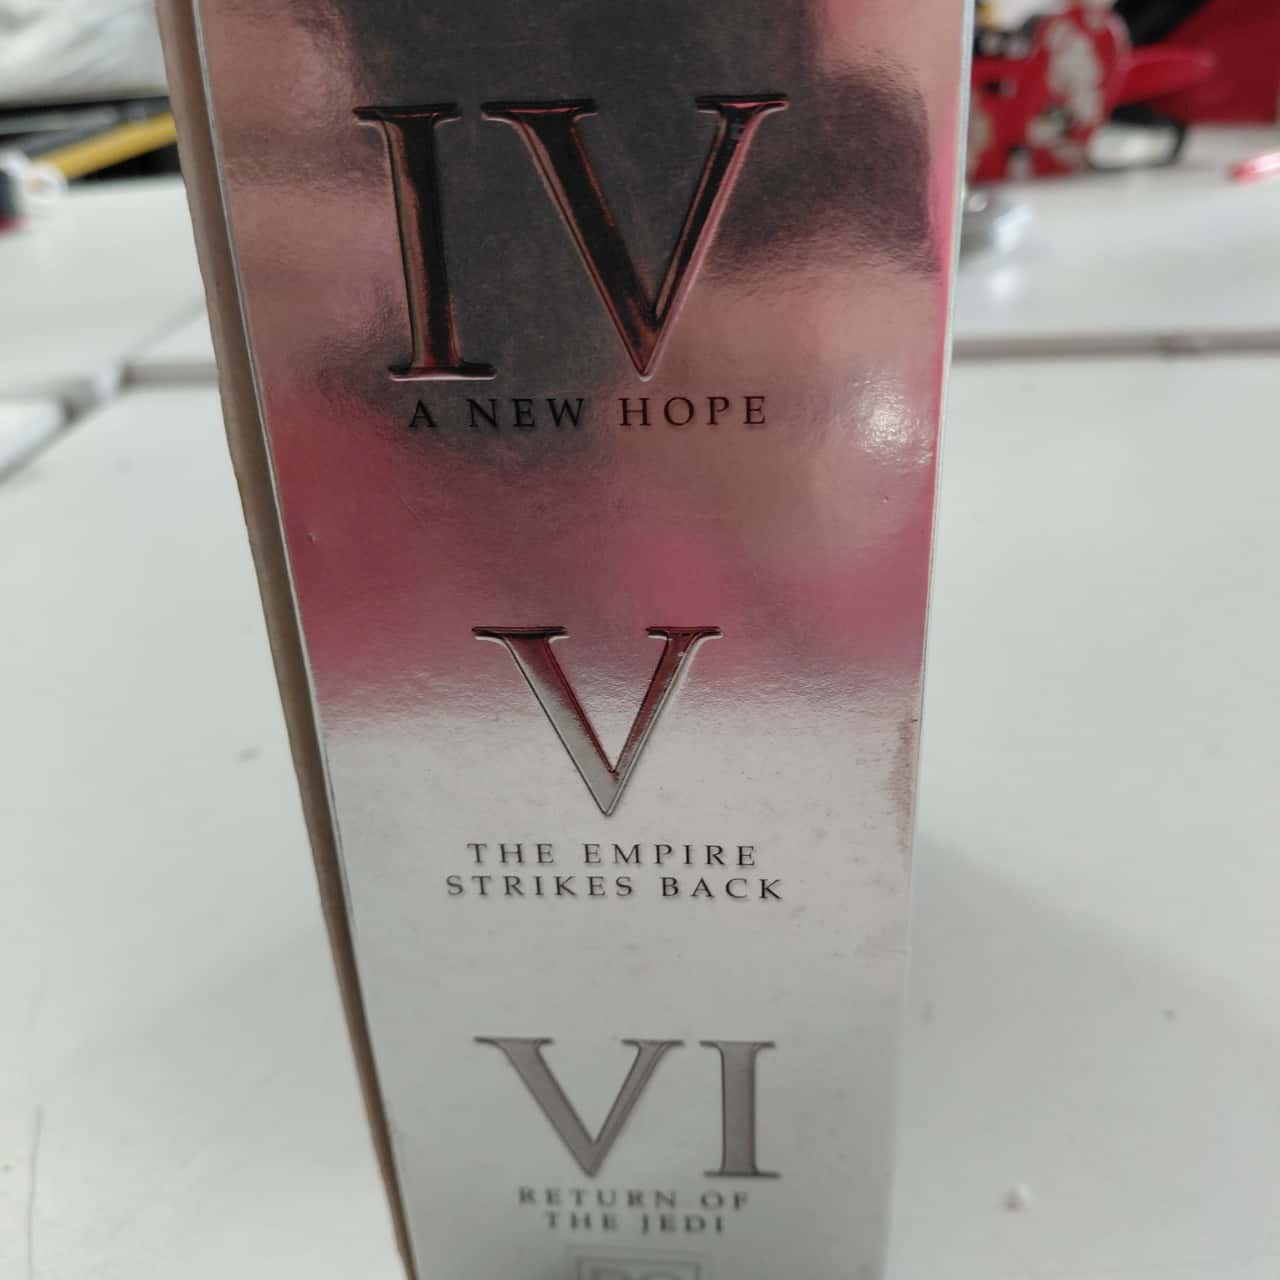 IV
A NEW HOPE
V
THE EMPIRE
STRIKES BACK
VI
RETURN OF
THE JEDI